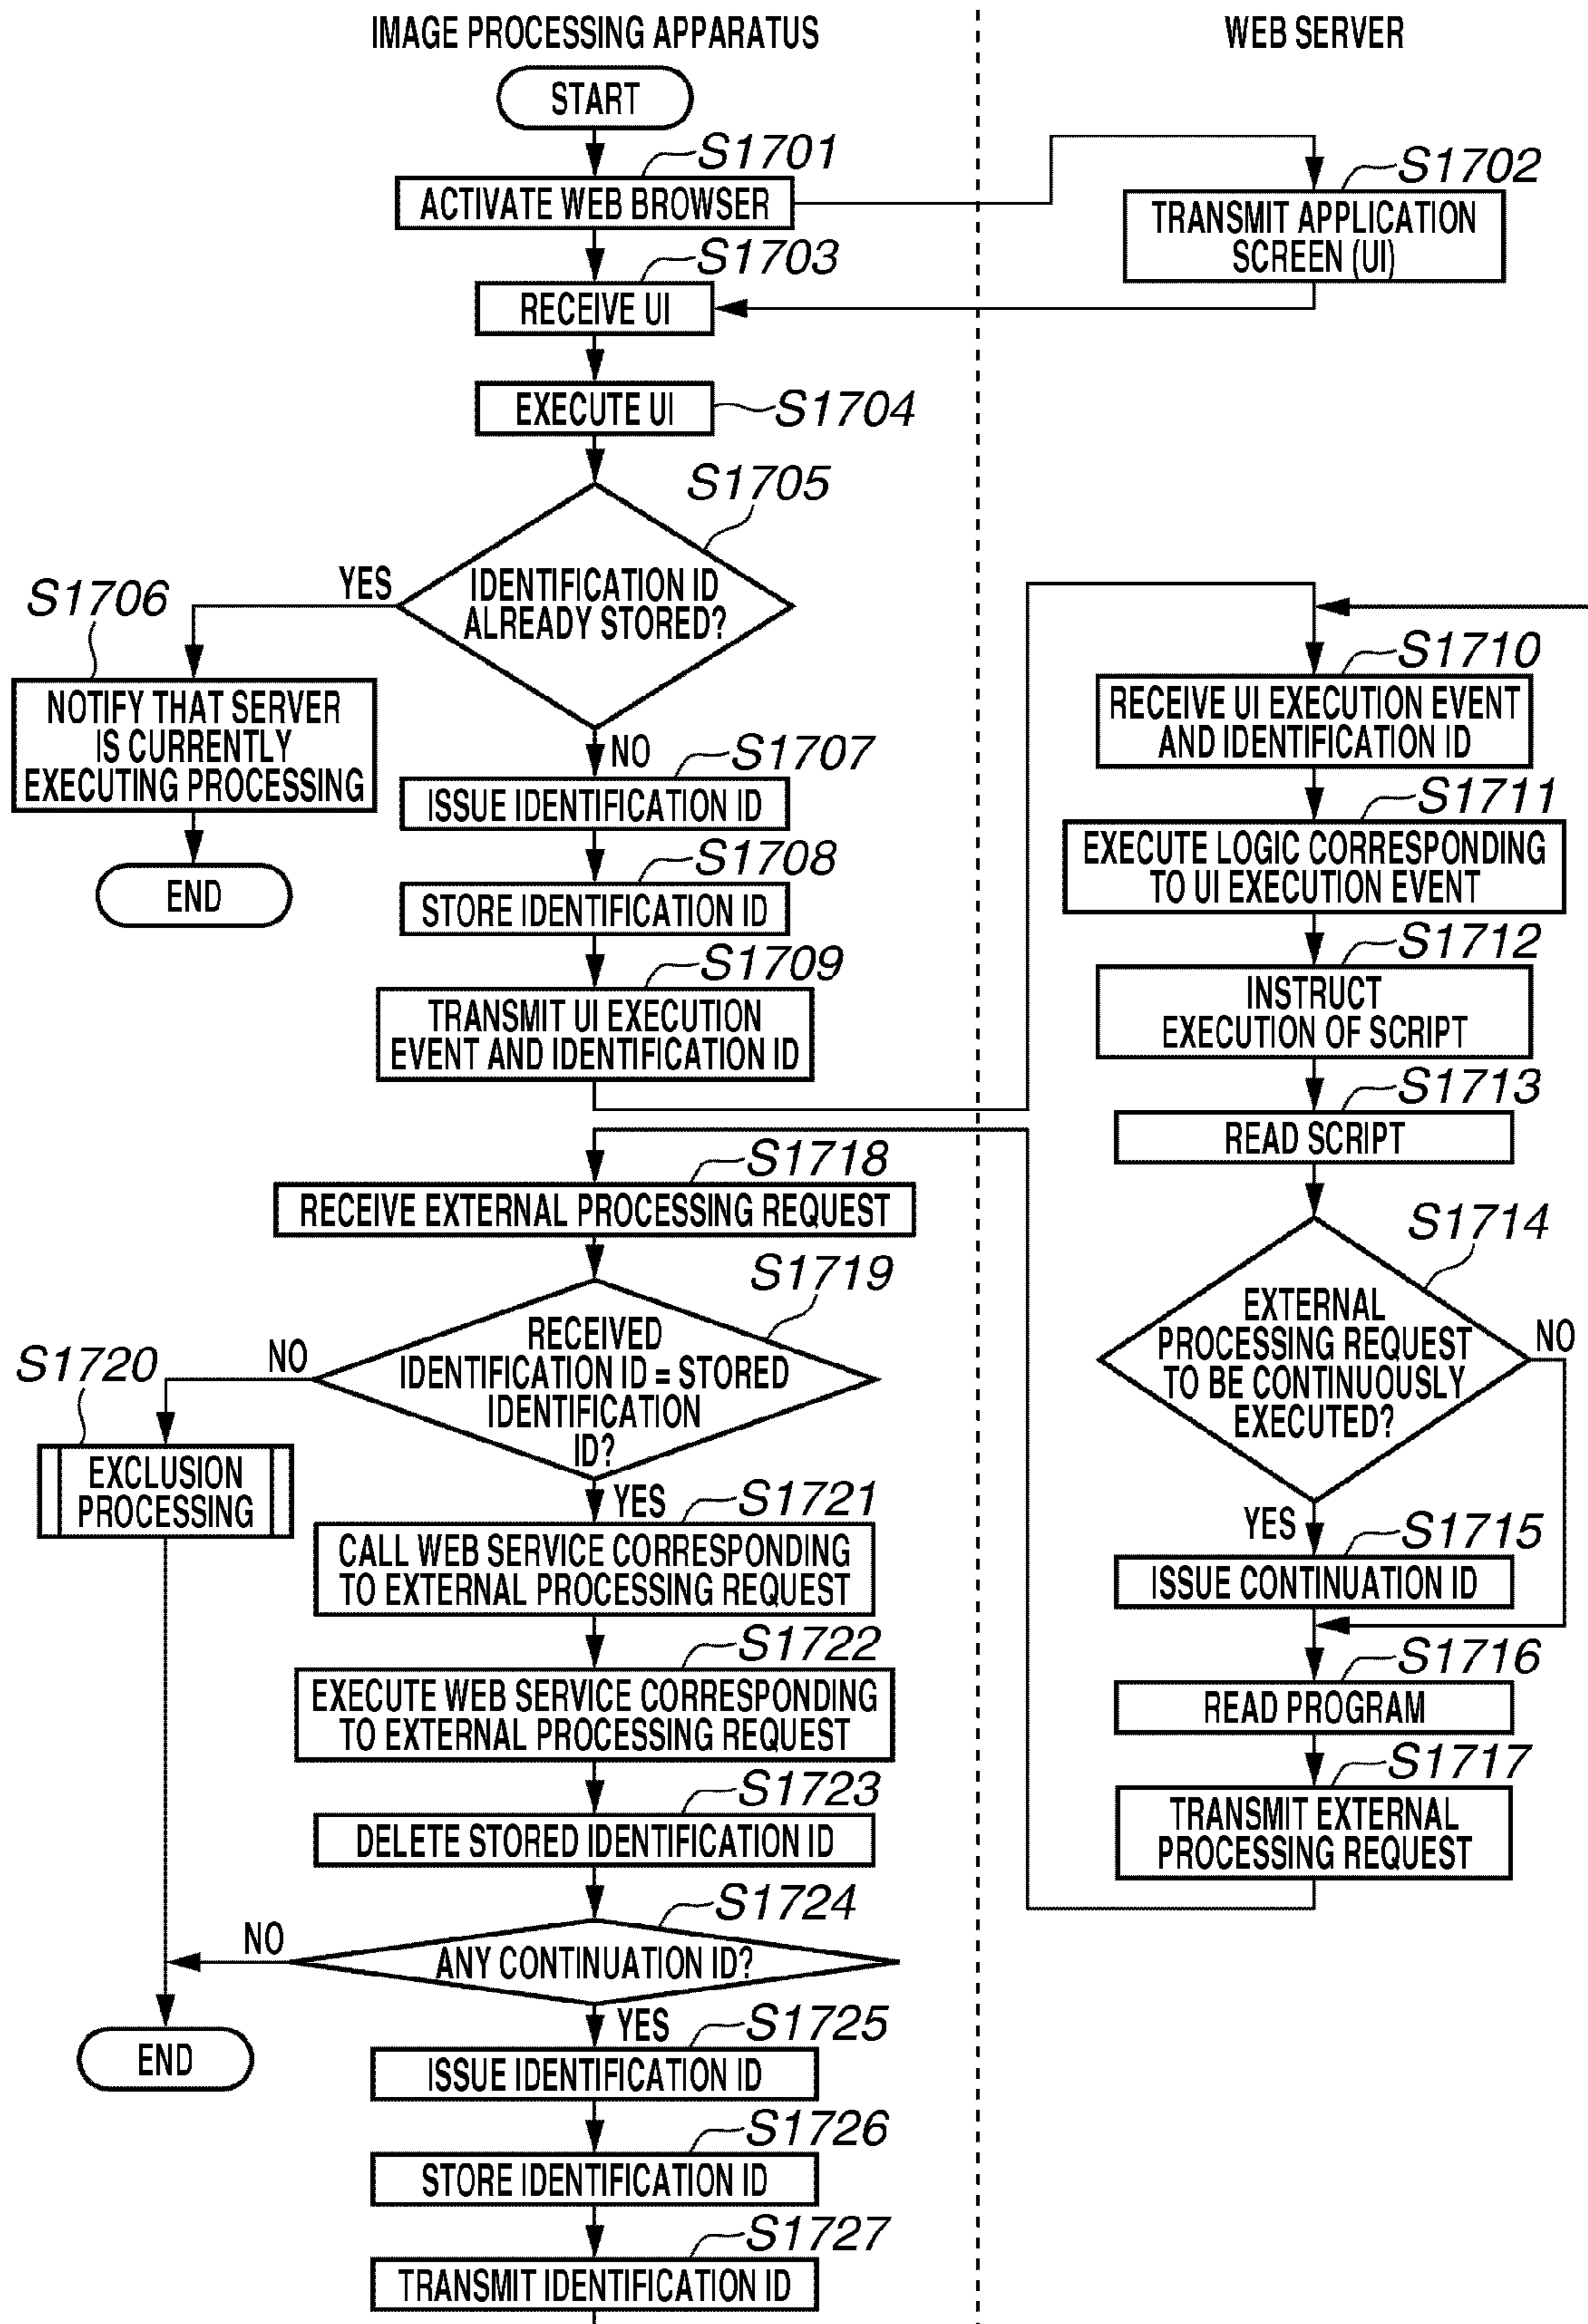 IMAGE PROCESSING APPARATUS
WEB SERVER
START
S1701
ACTIVATE WEB BROWSER
S1702
TRANSMIT APPLICATION
SCREEN (UI)
S1703
RECEIVE UI
EXECUTE UI
S1704
S1705
IDENTIFICATION ID
ALREADY STORED?
YES
S1706
NOTIFY THAT SERVER
IS CURRENTLY
EXECUTING PROCESSING
END
NO
S1707
ISSUE IDENTIFICATION ID
S1708
STORE IDENTIFICATION ID
S1709
TRANSMIT UI EXECUTION
EVENT AND IDENTIFICATION ID
S1710
RECEIVE UI EXECUTION EVENT
AND IDENTIFICATION ID
S1711
EXECUTE LOGIC CORRESPONDING
TO UI EXECUTION EVENT
S1712
INSTRUCT
EXECUTION OF SCRIPT
S1713
READ SCRIPT
S1714
EXTERNAL
PROCESSING REQUEST
TO BE CONTINUOUSLY
EXECUTED?
NO
YES
S1715
ISSUE CONTINUATION ID
S1716
READ PROGRAM
S1717
TRANSMIT EXTERNAL
PROCESSING REQUEST
S1718
RECEIVE EXTERNAL PROCESSING REQUEST
S1719
RECEIVED
IDENTIFICATION ID = STORED
IDENTIFICATION
ID?
NO
S1720
EXCLUSION
PROCESSING
YES
S1721
CALL WEB SERVICE CORRESPONDING
TO EXTERNAL PROCESSING REQUEST
S1722
EXECUTE WEB SERVICE CORRESPONDING
TO EXTERNAL PROCESSING REQUEST
S1723
DELETE STORED IDENTIFICATION ID
S1724
ANY CONTINUATION ID?
NO
END
YES
S1725
ISSUE IDENTIFICATION ID
S1726
STORE IDENTIFICATION ID
S1727
TRANSMIT IDENTIFICATION ID